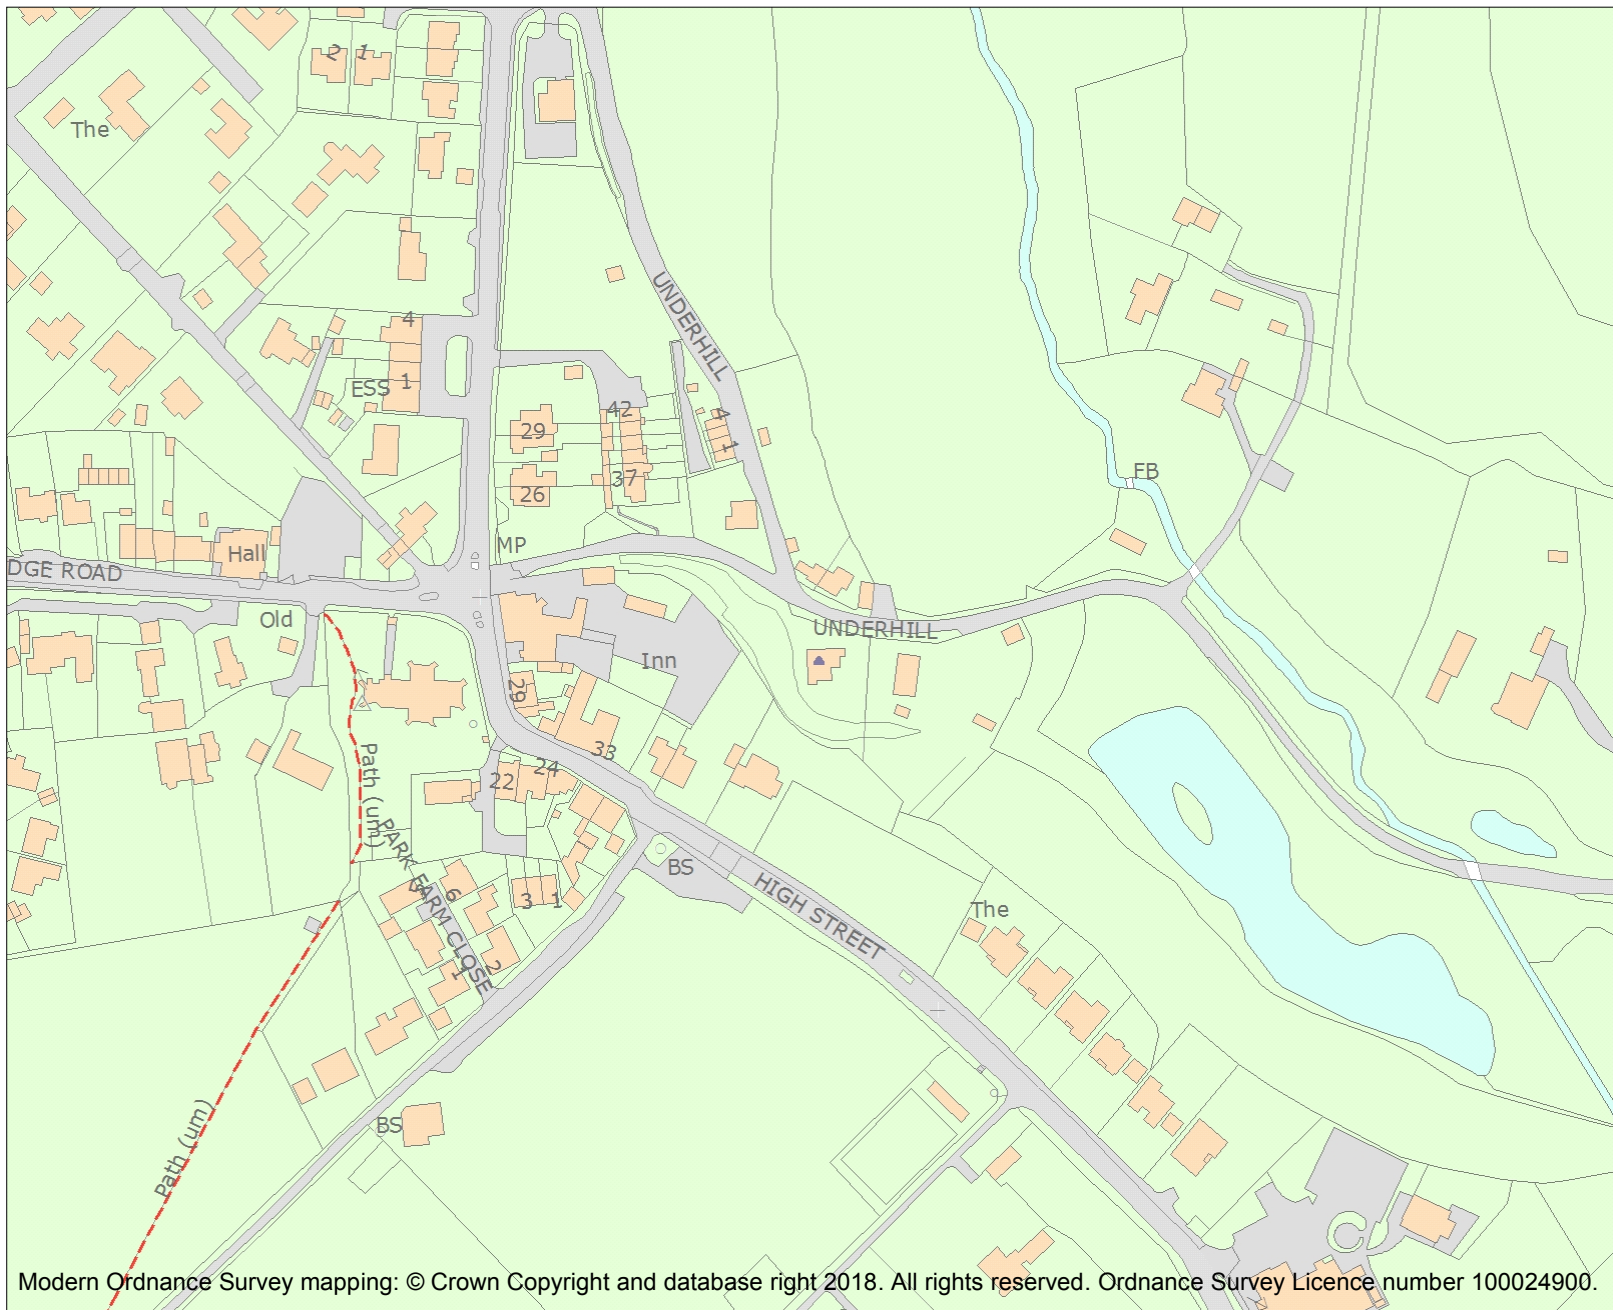 2 1
The
UNDERHILL
4
ESS 1
42
4
1
29
37
26
FB
MP
Hall
DGE ROAD
Old
UNDERHILL
Inn
29
33
Path (um)
22 24
PARK FARM CLOSE
BS
6
3 1
HIGH STREET
The
2
1
Path (um)
BS
Modern Ordnance Survey mapping: © Crown Copyright and database right 2018. All rights reserved. Ordnance Survey Licence number 100024900.